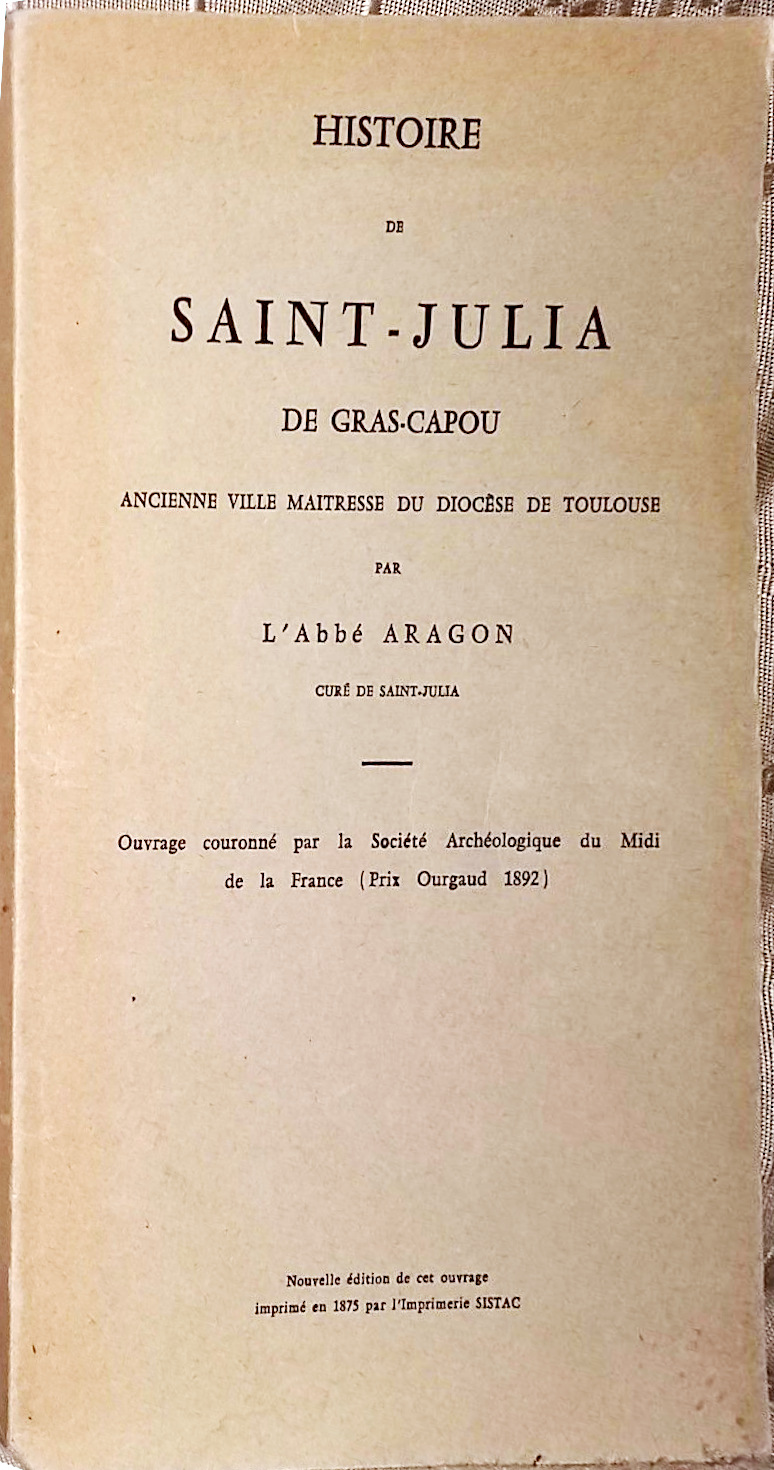 HISTOIRE
DE
SAINT-JULIA
DE GRAS-CAPOU
ANCIENNE VILLE MAITRESSE DU DIOCÈSE DE TOULOUSE
PAR
L'Abbé ARAGON
CURÉ DE SAINT-JULIA
Ouvrage couronné par la Société Archéologique du Midi
de la France (Prix Ourgaud 1892)
Nouvelle édition de cet ouvrage
imprimé en 1875 par l'Imprimerie SISTAC